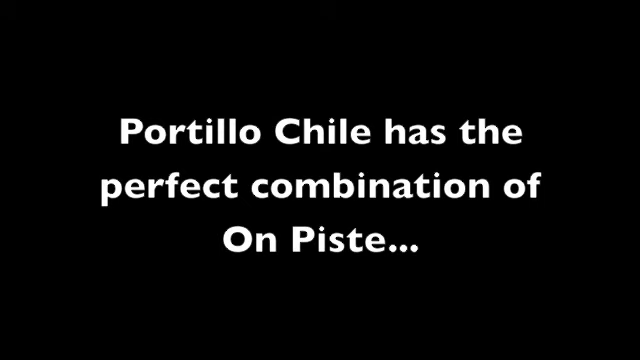 Portillo Chile has the
perfect combination of
On Piste...